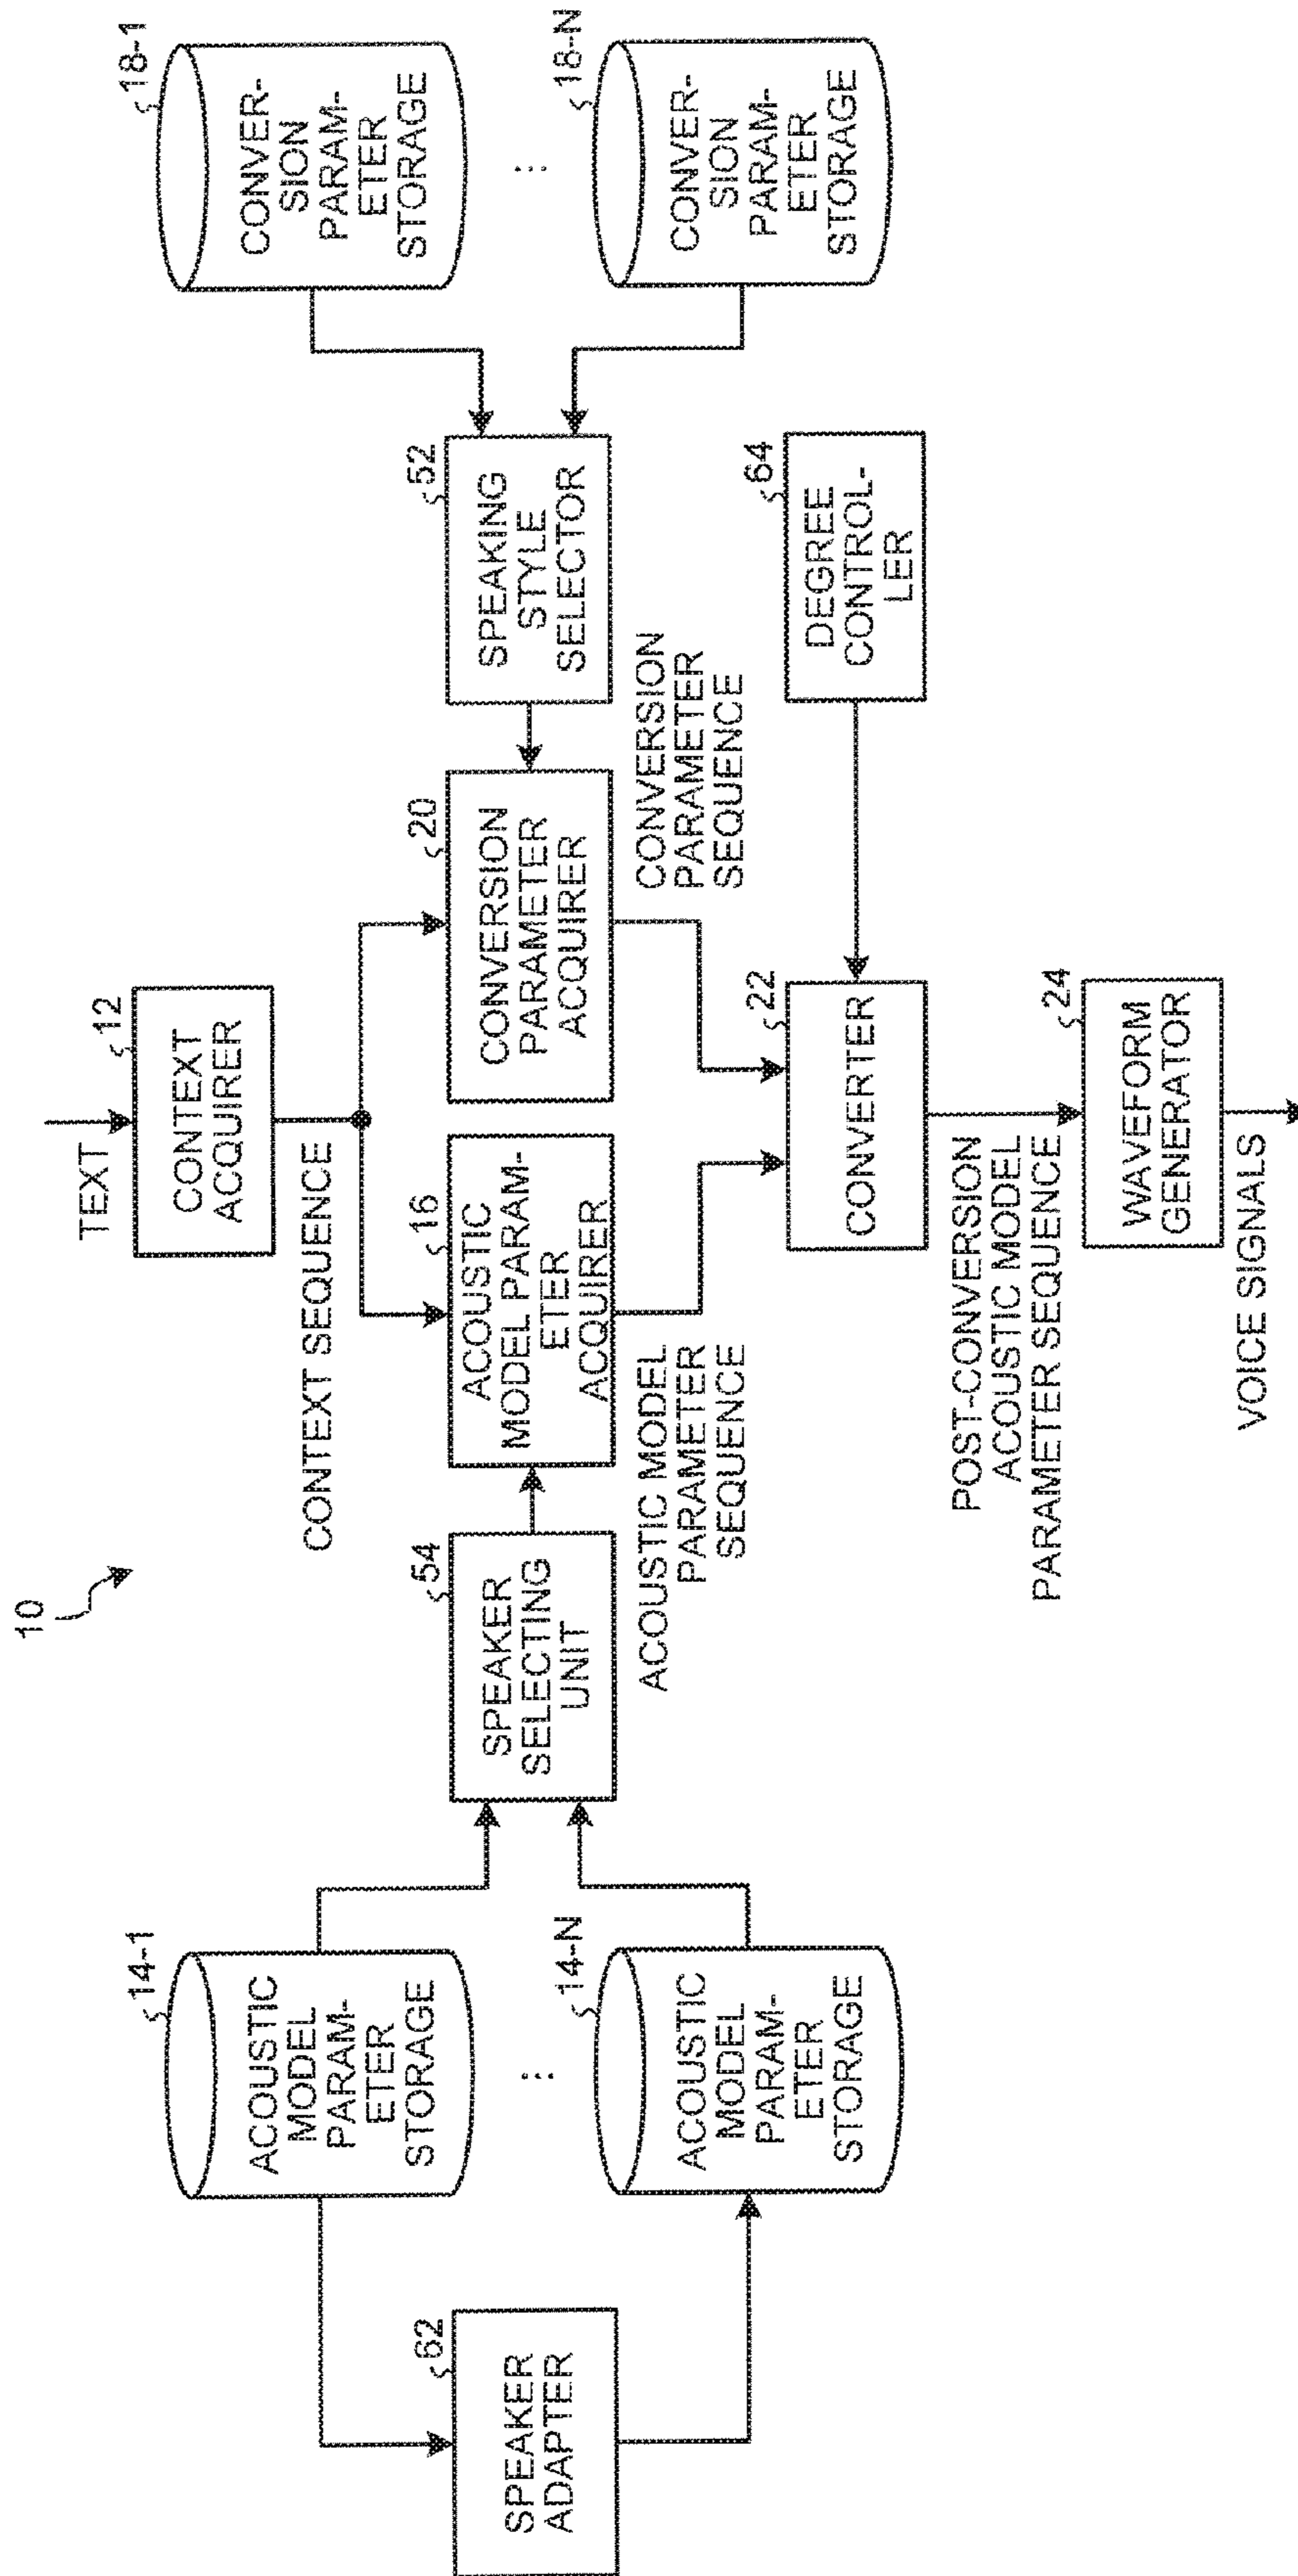 10
TEXT
12
CONTEXT
ACQUIRER
CONTEXT SEQUENCE
14-1
ACOUSTIC
MODEL
PARAM-
ETER
STORAGE
14-N
ACOUSTIC
MODEL
PARAM-
ETER
STORAGE
62
SPEAKER
ADAPTER
54
SPEAKER
SELECTING
UNIT
16
ACOUSTIC
MODEL PARAM-
ETER
ACQUIRER
20
CONVERSION
PARAMETER
ACQUIRER
52
SPEAKING
STYLE
SELECTOR
18-1
CONVER-
SION
PARAM-
ETER
STORAGE
18-N
CONVER-
SION
PARAM-
ETER
STORAGE
ACOUSTIC MODEL
PARAMETER
SEQUENCE
CONVERSION
PARAMETER
SEQUENCE
22
CONVERTER
64
DEGREE
CONTROL-
LER
POST-CONVERSION
ACOUSTIC MODEL
PARAMETER SEQUENCE
24
WAVEFORM
GENERATOR
VOICE SIGNALS